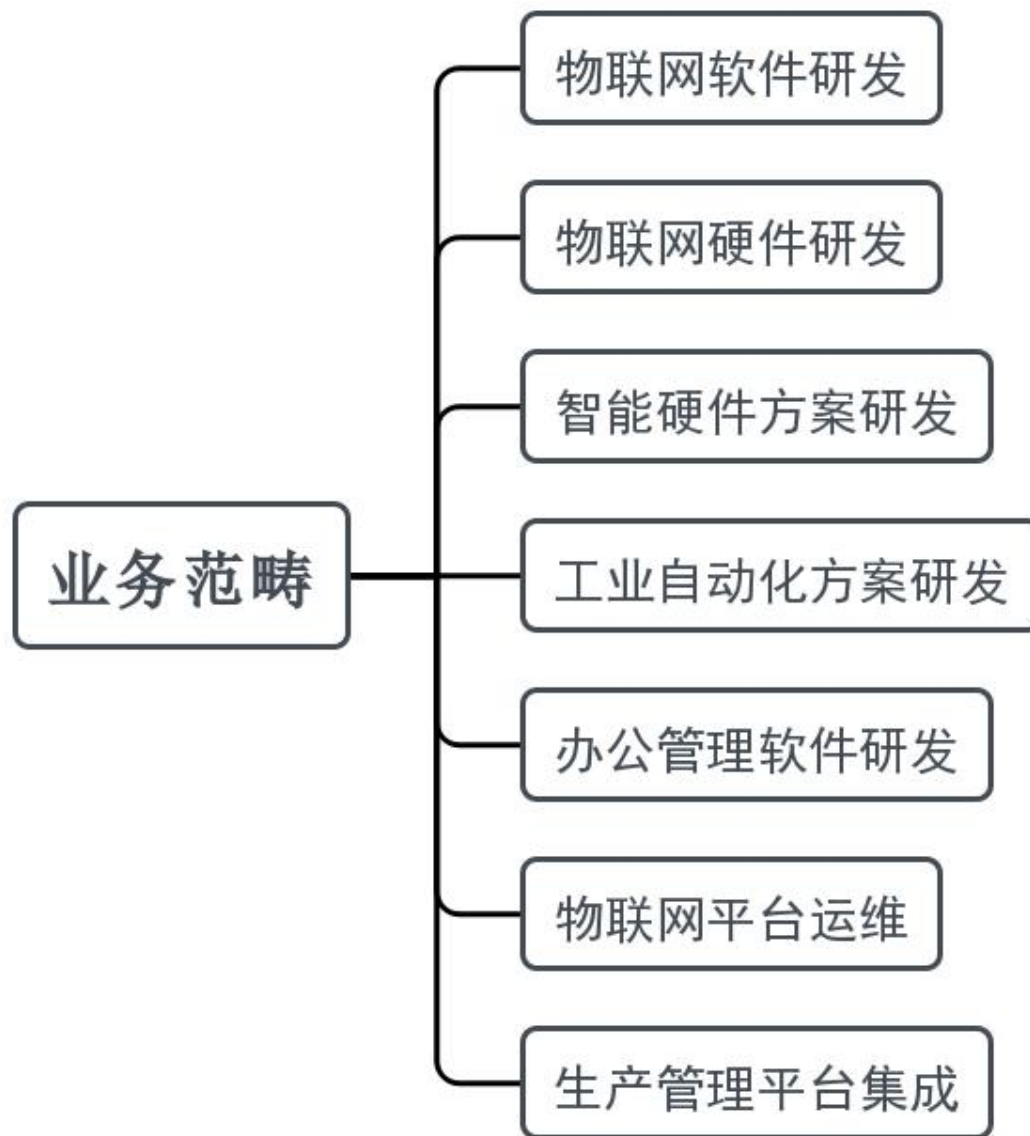 业务范畴
物联网软件研发
物联网硬件研发
智能硬件方案研发
工业自动化方案研发
办公管理软件研发
物联网平台运维
生产管理平台集成